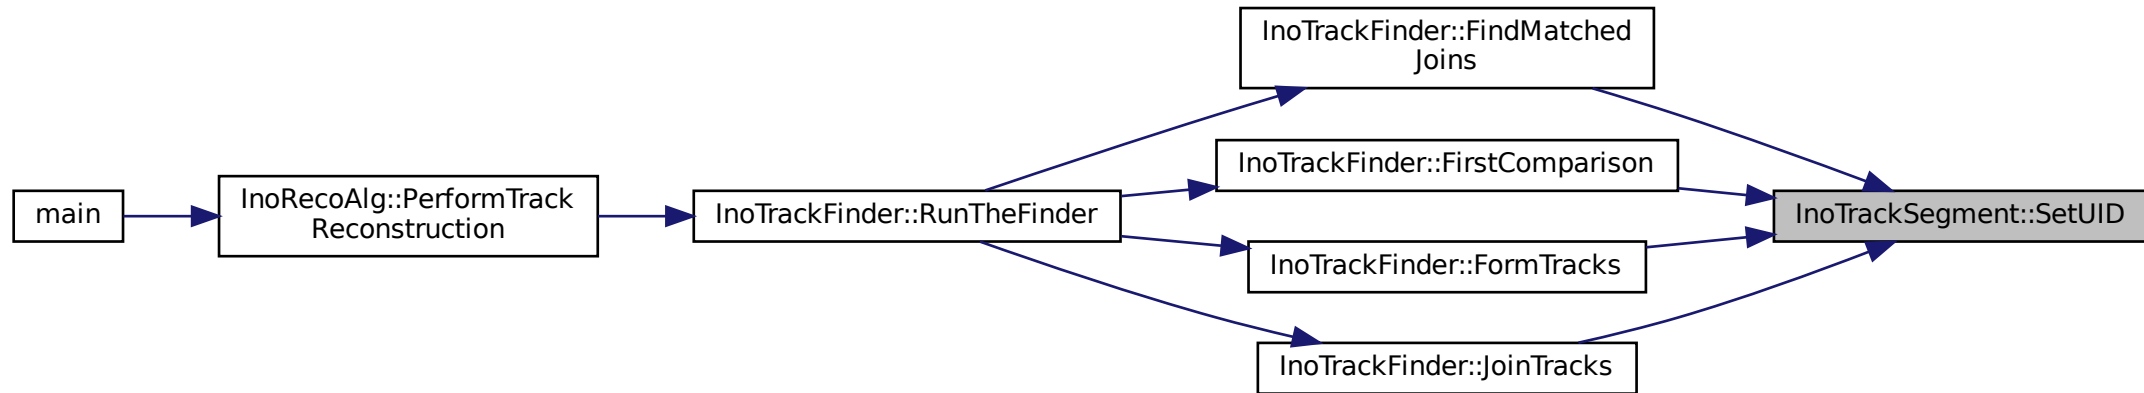 main
InoRecoAlg::PerformTrack
Reconstruction
InoTrackFinder::RunTheFinder
InoTrackFinder::FindMatched
Joins
InoTrackFinder::FirstComparison
InoTrackFinder::FormTracks
InoTrackFinder::JoinTracks
InoTrackSegment::SetUID